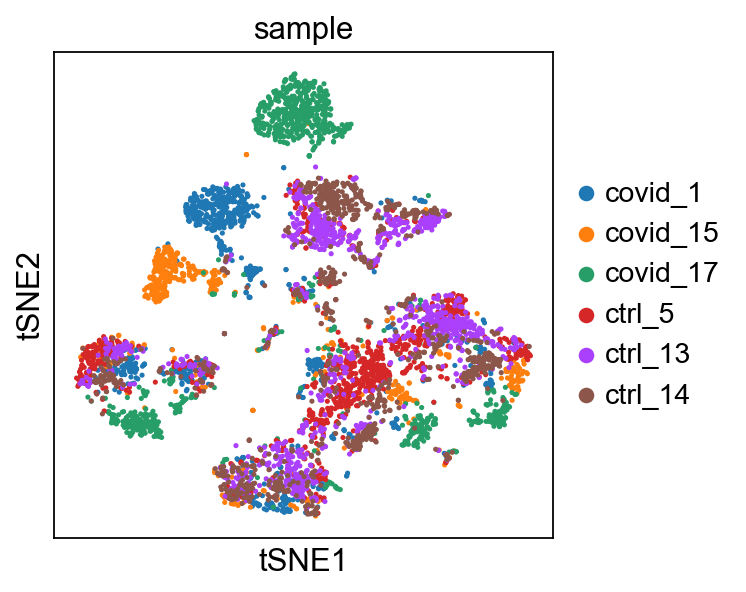 sample
tSNE2
covid_1
covid_15
covid_17
ctrl_5
ctrl_13
ctrl_14
tSNE1